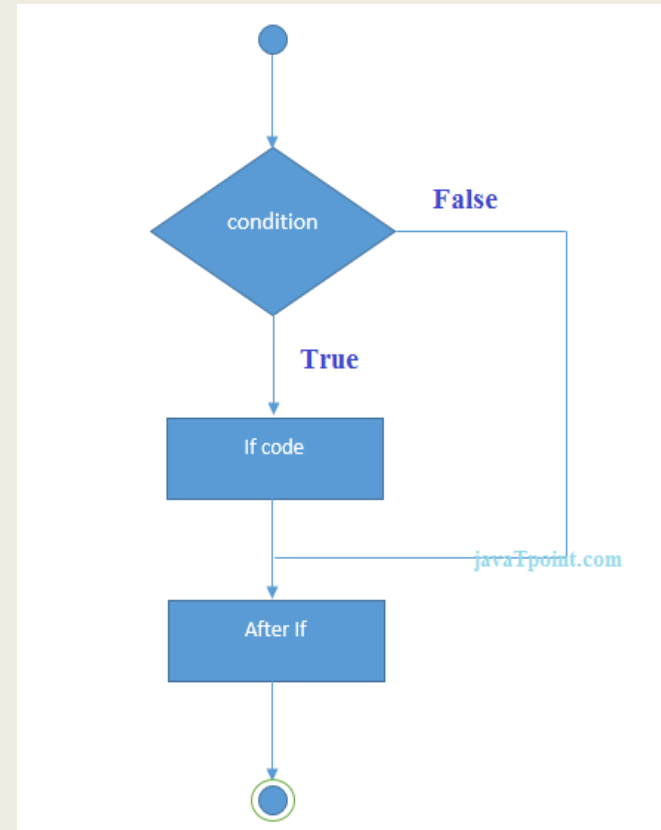 condition
False
True
If code
javaTpoint.com
After If